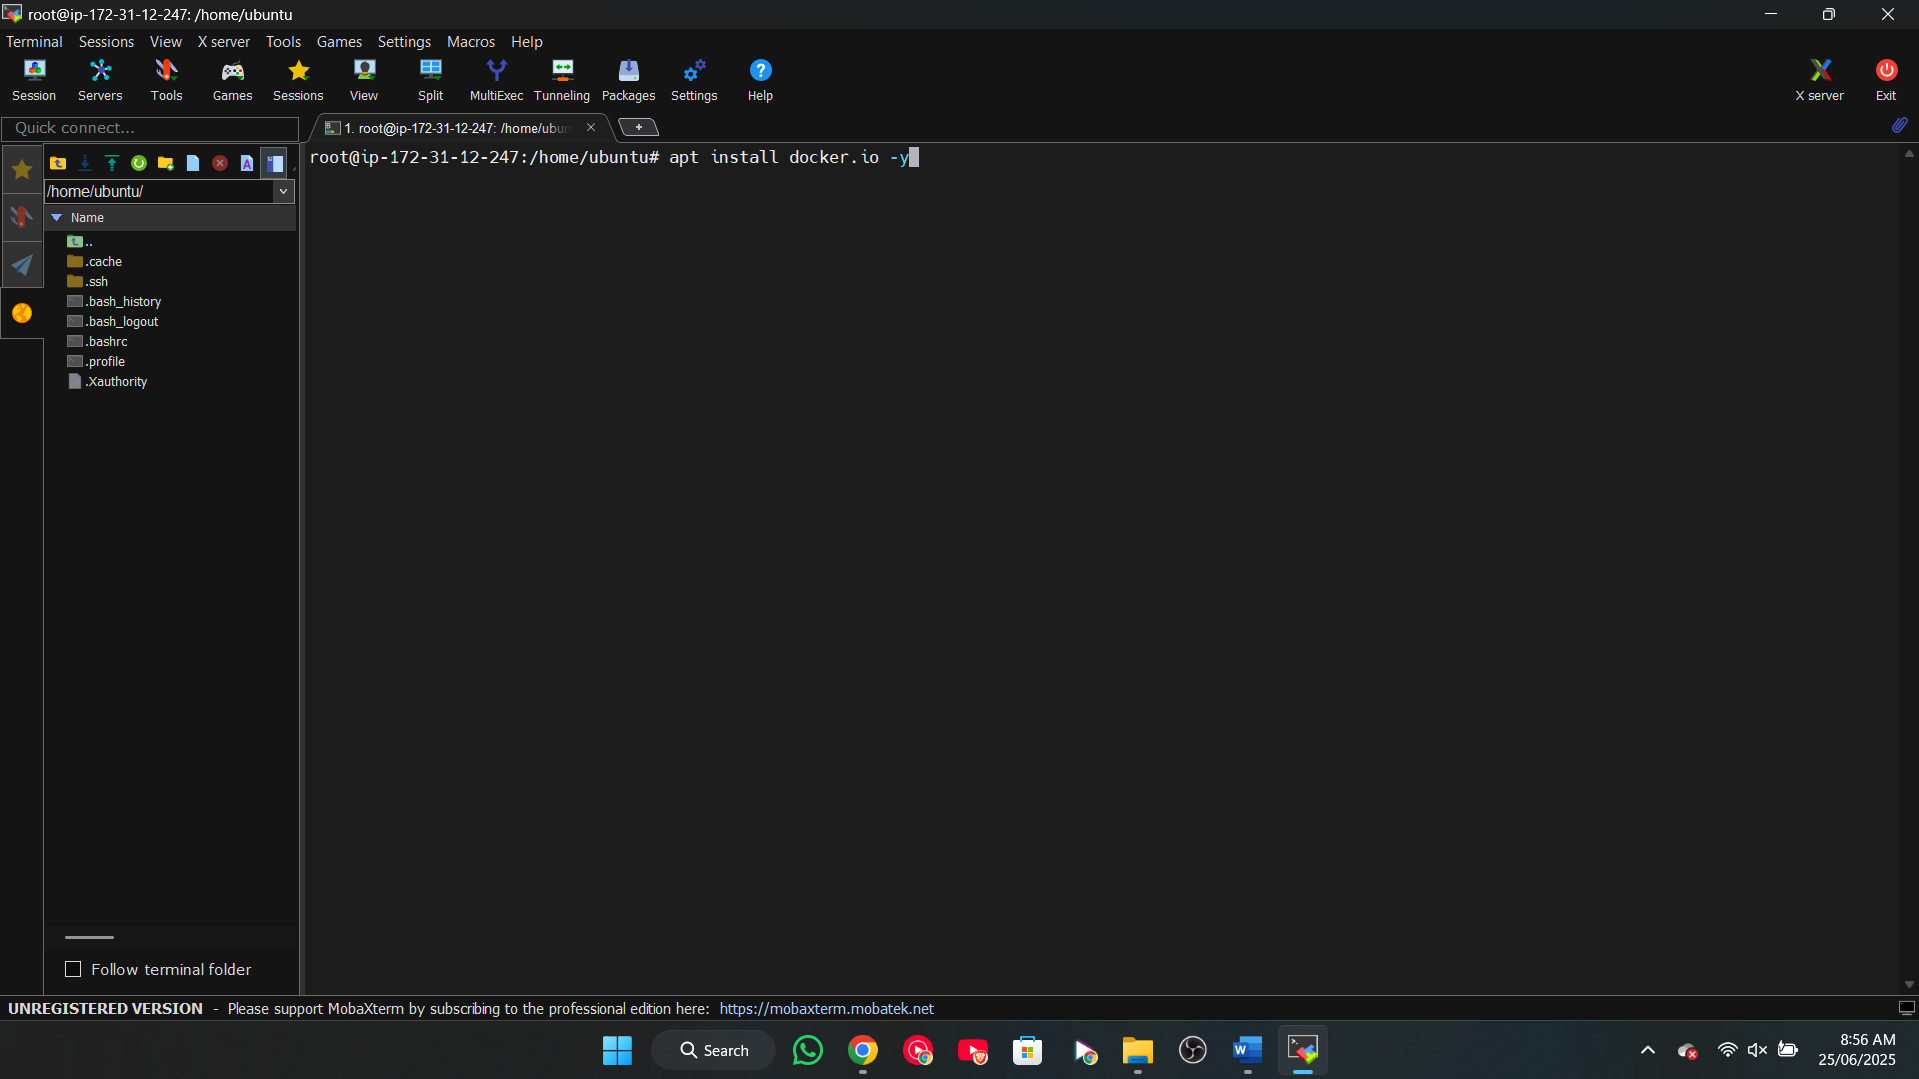 root@ip-172-31-12-247: /home/ubuntu
Terminal Sessions View X server Tools Games Settings Macros Help
Session Servers Tools Games Sessions View Split MultiExec Tunneling Packages Settings Help X server Exit
Quick connect...
1. root@ip-172-31-12-247: /home/ubun
/home/ubuntu/
Name
..
.cache
.ssh
.bash_history
.bash_logout
.bashrc
.profile
.Xauthority
root@ip-172-31-12-247:/home/ubuntu# apt install docker.io -y
Follow terminal folder
UNREGISTERED VERSION - Please support MobaXterm by subscribing to the professional edition here: https://mobaxterm.mobatek.net
Search
8:56 AM
25/06/2025